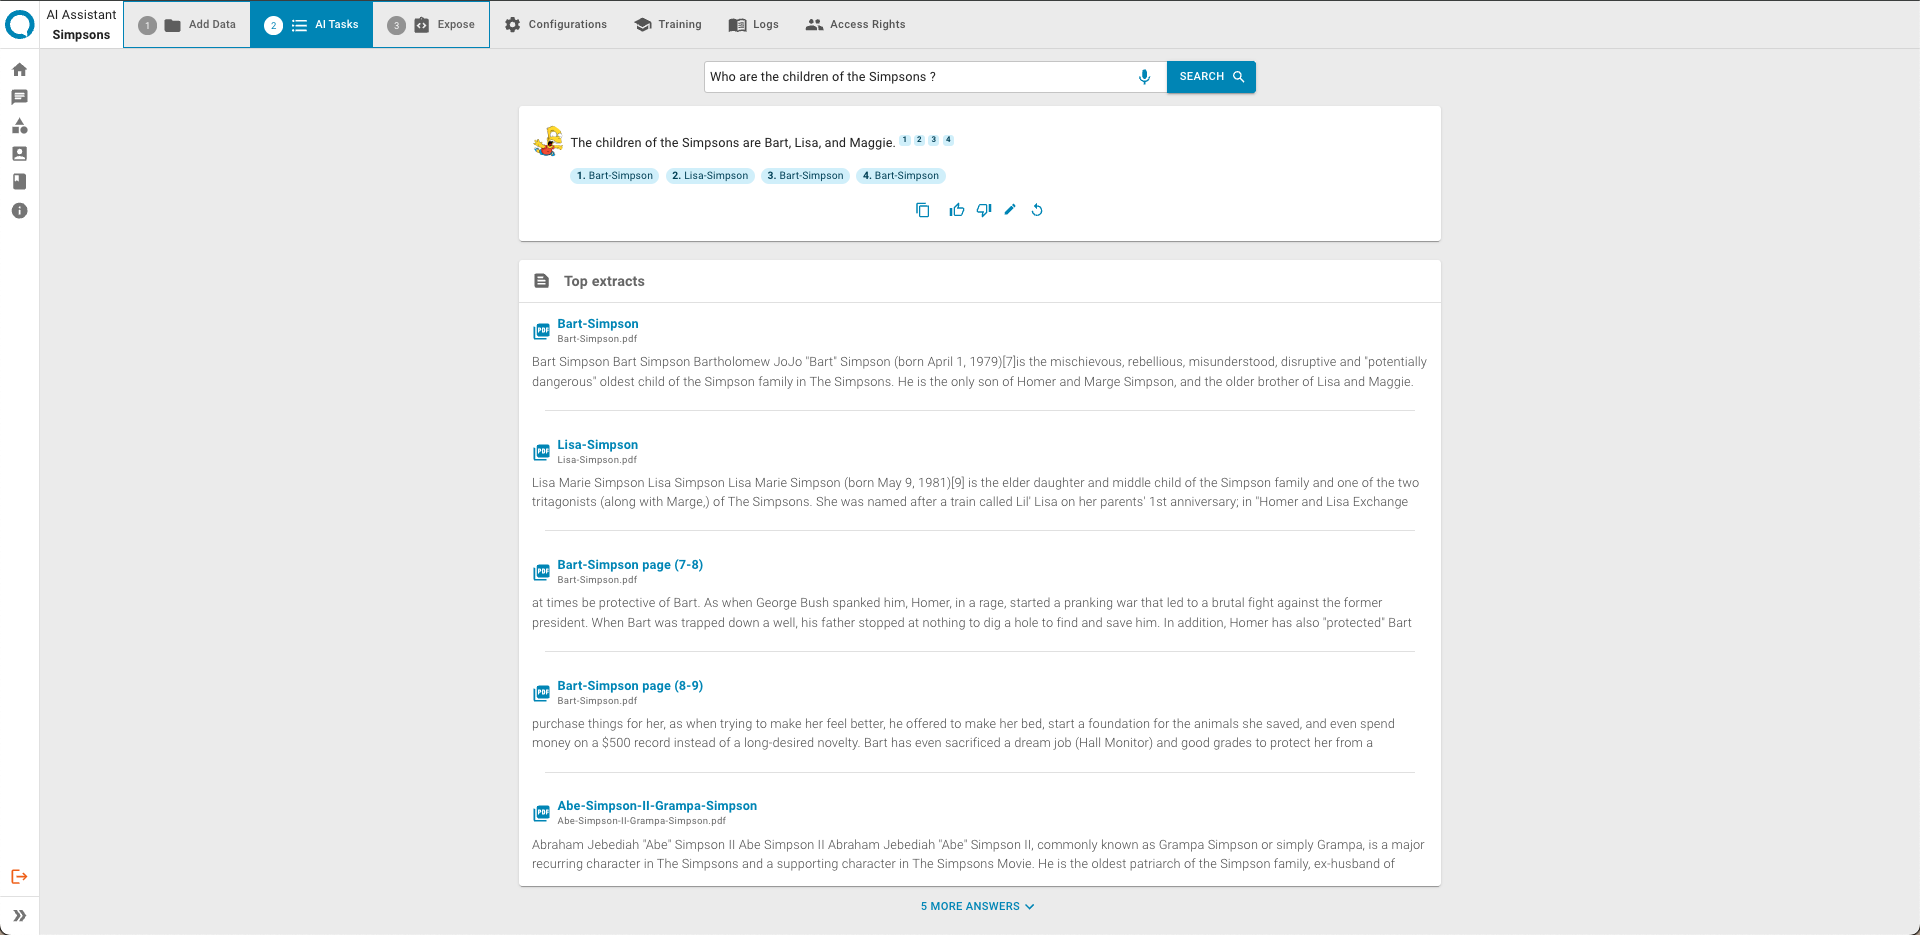 AI Assistant
Simpsons
1 Add Data
2 AI Tasks
3 Expose
Configurations
Training
Logs
Access Rights
Who are the children of the Simpsons ?
SEARCH
The children of the Simpsons are Bart, Lisa, and Maggie. 1 2 3 4
1. Bart-Simpson 2. Lisa-Simpson 3. Bart-Simpson 4. Bart-Simpson
Top extracts
PDF
Bart-Simpson
Bart-Simpson.pdf
Bart Simpson Bart Simpson Bartholomew JoJo "Bart" Simpson (born April 1, 1979)[7]is the mischievous, rebellious, misunderstood, disruptive and "potentially
dangerous" oldest child of the Simpson family in The Simpsons. He is the only son of Homer and Marge Simpson, and the older brother of Lisa and Maggie.
PDF
Lisa-Simpson
Lisa-Simpson.pdf
Lisa Marie Simpson Lisa Simpson Lisa Marie Simpson (born May 9, 1981)[9] is the elder daughter and middle child of the Simpson family and one of the two
tritagonists (along with Marge,) of The Simpsons. She was named after a train called Lil' Lisa on her parents' 1st anniversary; in "Homer and Lisa Exchange
PDF
Bart-Simpson page (7-8)
Bart-Simpson.pdf
at times be protective of Bart. As when George Bush spanked him, Homer, in a rage, started a pranking war that led to a brutal fight against the former
president. When Bart was trapped down a well, his father stopped at nothing to dig a hole to find and save him. In addition, Homer has also "protected" Bart
PDF
Bart-Simpson page (8-9)
Bart-Simpson.pdf
purchase things for her, as when trying to make her feel better, he offered to make her bed, start a foundation for the animals she saved, and even spend
money on a $500 record instead of a long-desired novelty. Bart has even sacrificed a dream job (Hall Monitor) and good grades to protect her from a
PDF
Abe-Simpson-II-Grampa-Simpson
Abe-Simpson-II-Grampa-Simpson.pdf
Abraham Jebediah "Abe" Simpson II Abe Simpson II Abraham Jebediah "Abe" Simpson II, commonly known as Grampa Simpson or simply Grampa, is a major
recurring character in The Simpsons and a supporting character in The Simpsons Movie. He is the oldest patriarch of the Simpson family, ex-husband of
5 MORE ANSWERS